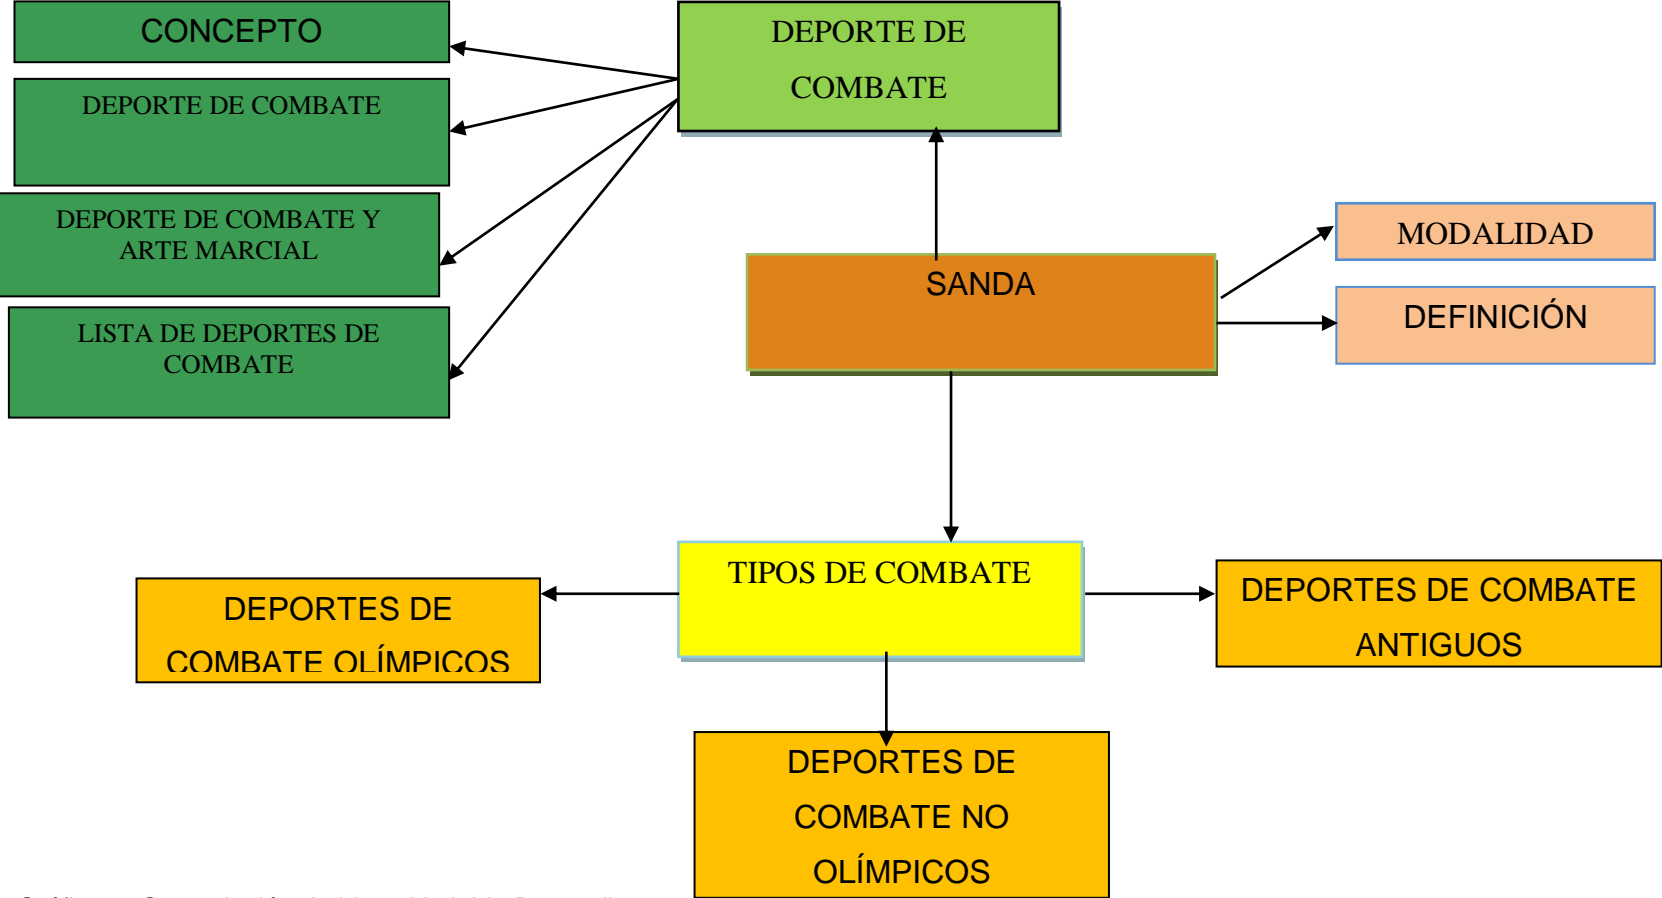 CONCEPTO
DEPORTE DE COMBATE
DEPORTE DE COMBATE Y
ARTE MARCIAL
LISTA DE DEPORTES DE
COMBATE
DEPORTE DE
COMBATE
SANDA
MODALIDAD
DEFINICIÓN
TIPOS DE COMBATE
DEPORTES DE
COMBATE OLÍMPICOS
DEPORTES DE COMBATE
ANTIGUOS
DEPORTES DE
COMBATE NO
OLÍMPICOS